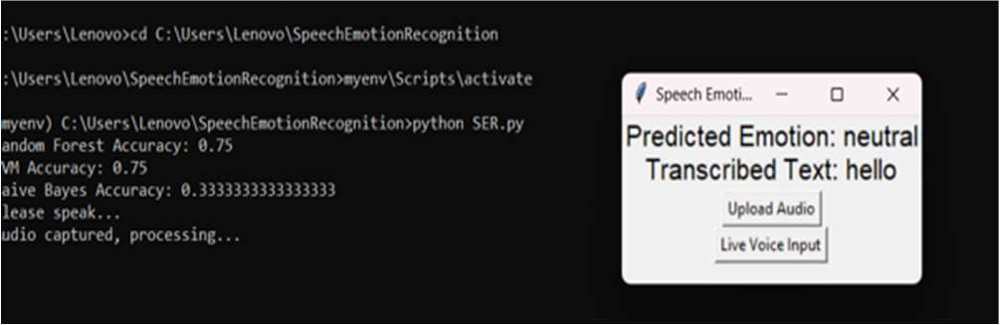 :\Users\Lenovo>cd C:\Users\Lenovo\SpeechEmotionRecognition
:\Users\Lenovo\SpeechEmotionRecognition>myenv\Scripts\activate
myenv) C:\Users\Lenovo\SpeechEmotionRecognition>python SER.py
andom Forest Accuracy: 0.75
VM Accuracy: 0.75
aive Bayes Accuracy: 0.3333333333333333
lease speak...
udio captured, processing...
Speech Emoti...
Predicted Emotion: neutral
Transcribed Text: hello
Upload Audio
Live Voice Input